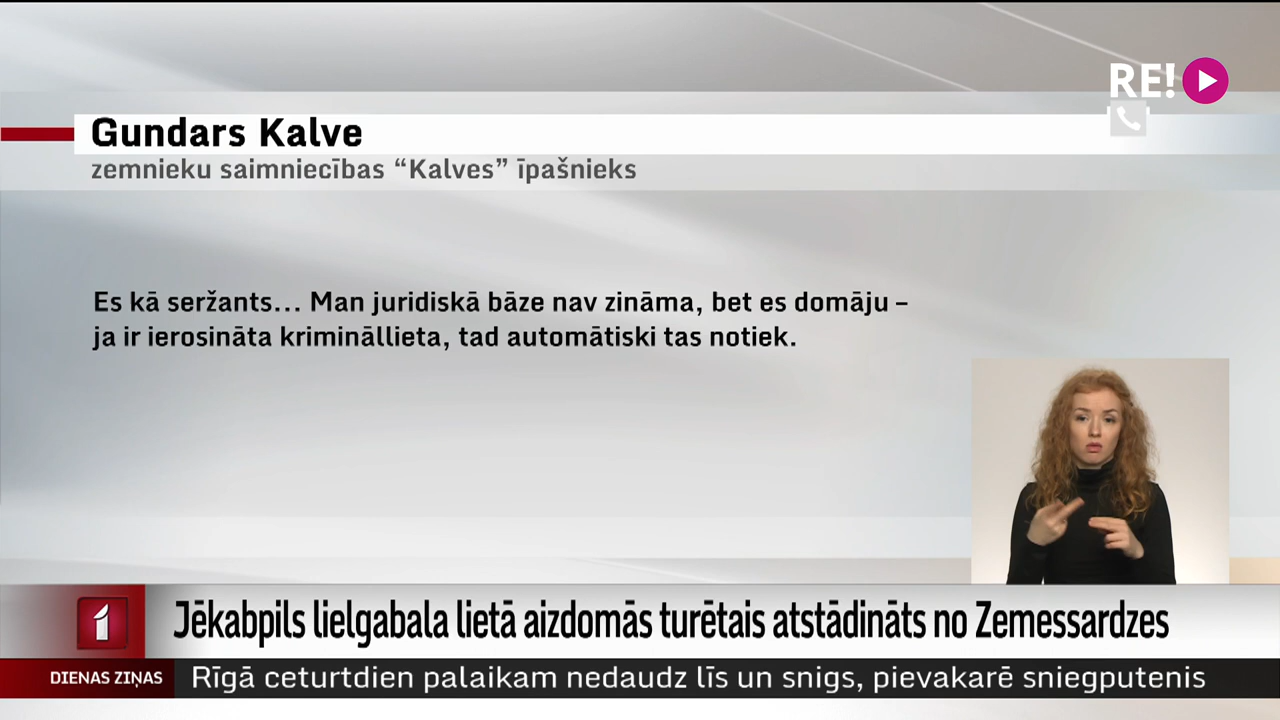 RE!
Gundars Kalve
zemnieku saimniecības “Kalves” īpašnieks
Es kā seržants... Man juridiskā bāze nav zināma, bet es domāju –
ja ir ierosināta krimināllieta, tad automātiski tas notiek.
1
Jēkabpils lielgabala lietā aizdomās turētais atstādināts no Zemessardzes
DIENAS ZIŅAS
Rīgā ceturtdien palaikam nedaudz līs un snigs, pievakarē sniegputenis